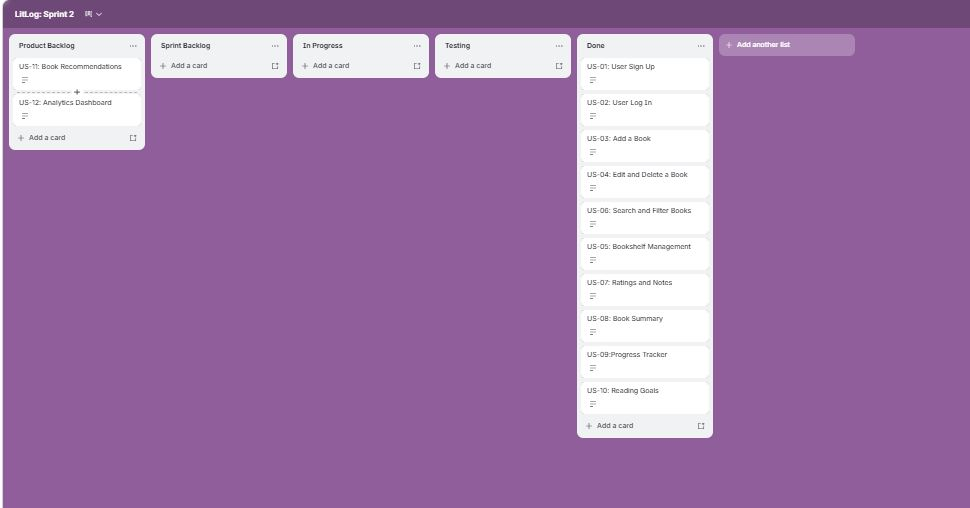 LitLog: Sprint 2
Product Backlog
US-11: Book Recommendations
US-12: Analytics Dashboard
Add a card
Sprint Backlog
Add a card
In Progress
Add a card
Testing
Add a card
Done
US-01: User Sign Up
US-02: User Log In
US-03: Add a Book
US-04: Edit and Delete a Book
US-06: Search and Filter Books
US-05: Bookshelf Management
US-07: Ratings and Notes
US-08: Book Summary
US-09:Progress Tracker
US-10: Reading Goals
Add a card
Add another list